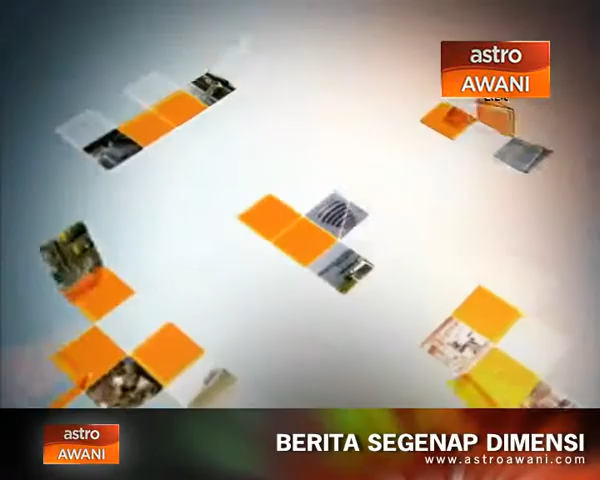 astro
AWANI
astro
AWANI
BERITA SEGENAP DIMENSI
www.astroawani.com